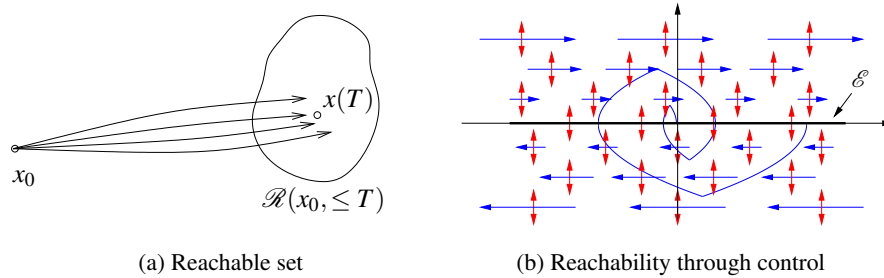 x(T)
x₀
ℛ(x₀, ≤ T)
ℰ
(a) Reachable set
(b) Reachability through control